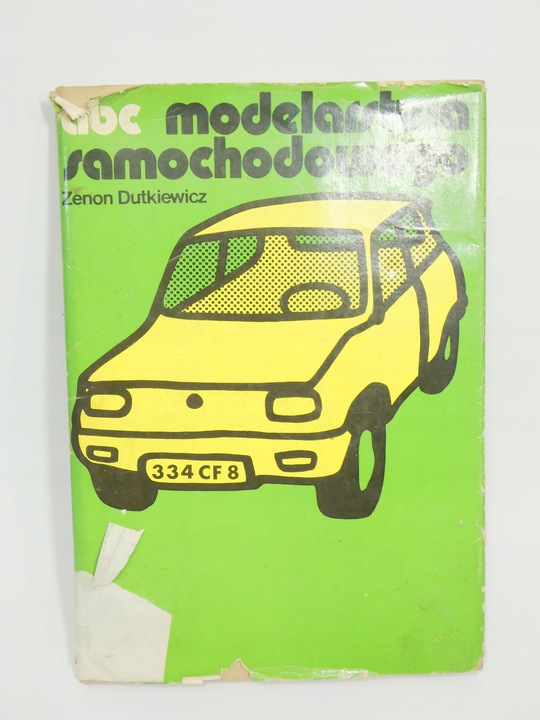 abc modelarstwa
samochodowego
Zenon Dutkiewicz
334 CF 8